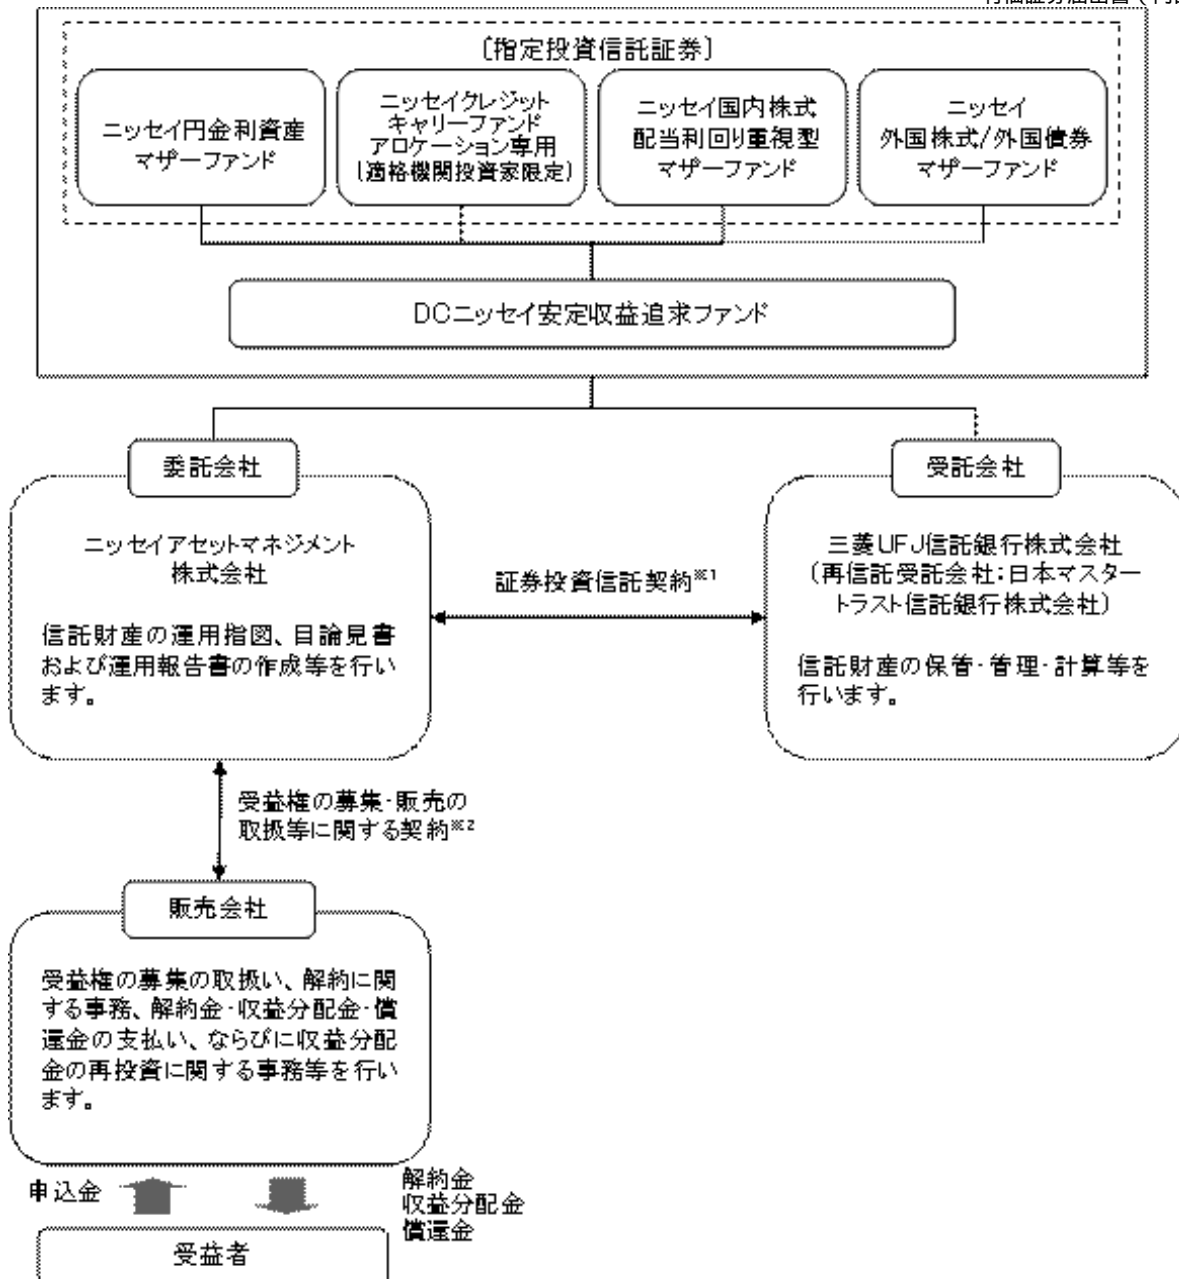 〔指定投資信託証券〕
ニッセイ円金利資産
マザーファンド
ニッセイクレジット
キャリーファンド
アロケーション専用
(適格機関投資家限定)
ニッセイ国内株式
配当利回り重視型
マザーファンド
ニッセイ
外国株式/外国債券
マザーファンド
DCニッセイ安定収益追求ファンド
委託会社
ニッセイアセットマネジメント
株式会社
信託財産の運用指図、目論見書
および運用報告書の作成等を行い
ます。
証券投資信託契約※1
受託会社
三菱UFJ信託銀行株式会社
(再信託受託会社:日本マスター
トラスト信託銀行株式会社)
信託財産の保管・管理・計算等を
行います。
受益権の募集・販売の
取扱等に関する契約※2
販売会社
受益権の募集の取扱い、解約に関
する事務、解約金・収益分配金・償
還金の支払い、ならびに収益分配
金の再投資に関する事務等を行い
ます。
申込金
解約金
収益分配金
償還金
受益者